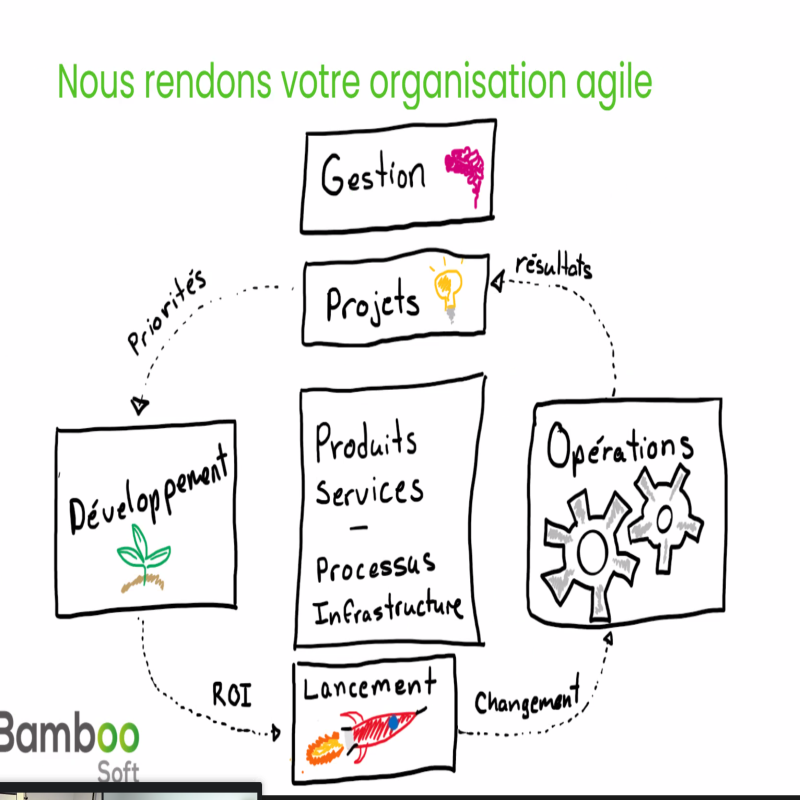 Nous rendons votre organisation agile
Gestion
Projets
résultats
Priorités
Développement
Produits
Services
–
Processus
Infrastructure
Opérations
ROI
Lancement
Changement
Bamboo
Soft